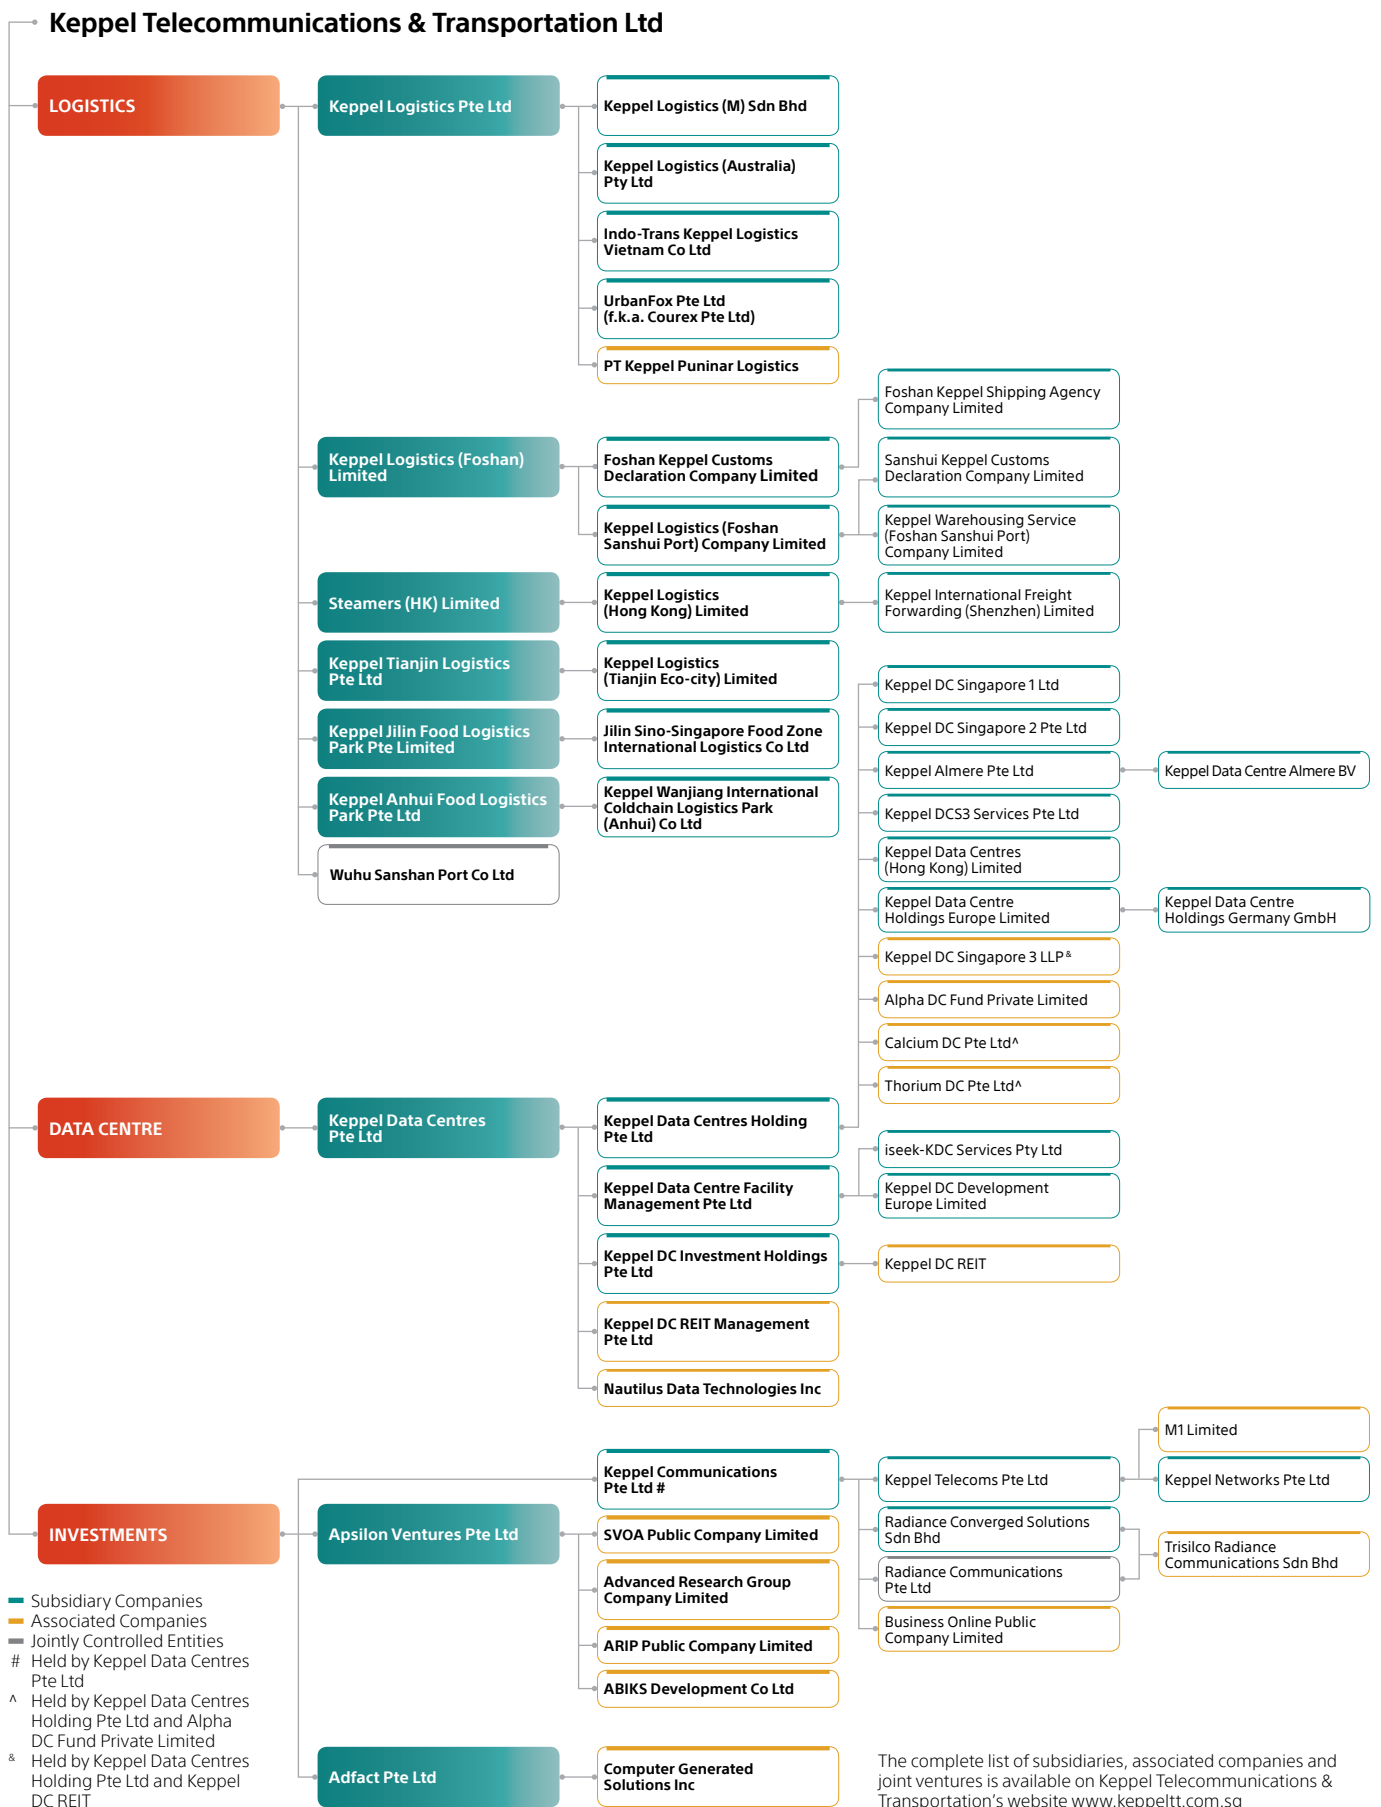 Keppel Telecommunications & Transportation Ltd
LOGISTICS
Keppel Logistics Pte Ltd
Keppel Logistics (M) Sdn Bhd
Keppel Logistics (Australia)
Pty Ltd
Indo-Trans Keppel Logistics
Vietnam Co Ltd
UrbanFox Pte Ltd
(f.k.a. Courex Pte Ltd)
PT Keppel Puninar Logistics
Keppel Logistics (Foshan)
Limited
Foshan Keppel Customs
Declaration Company Limited
Foshan Keppel Shipping Agency
Company Limited
Keppel Logistics (Foshan
Sanshui Port) Company Limited
Sanshui Keppel Customs
Declaration Company Limited
Keppel Warehousing Service
(Foshan Sanshui Port)
Company Limited
Steamers (HK) Limited
Keppel Logistics
(Hong Kong) Limited
Keppel International Freight
Forwarding (Shenzhen) Limited
Keppel Tianjin Logistics
Pte Ltd
Keppel Logistics
(Tianjin Eco-city) Limited
Keppel Jilin Food Logistics
Park Pte Limited
Jilin Sino-Singapore Food Zone
International Logistics Co Ltd
Keppel Anhui Food Logistics
Park Pte Ltd
Keppel Wanjiang International
Coldchain Logistics Park
(Anhui) Co Ltd
Wuhu Sanshan Port Co Ltd
DATA CENTRE
Keppel Data Centres
Pte Ltd
Keppel Data Centres Holding
Pte Ltd
Keppel DC Singapore 1 Ltd
Keppel DC Singapore 2 Pte Ltd
Keppel Almere Pte Ltd
Keppel Data Centre Almere BV
Keppel DCS3 Services Pte Ltd
Keppel Data Centres
(Hong Kong) Limited
Keppel Data Centre
Holdings Europe Limited
Keppel Data Centre
Holdings Germany GmbH
Keppel DC Singapore 3 LLP&
Alpha DC Fund Private Limited
Calcium DC Pte Ltd^
Thorium DC Pte Ltd^
Keppel Data Centre Facility
Management Pte Ltd
iseek-KDC Services Pty Ltd
Keppel DC Development
Europe Limited
Keppel DC Investment Holdings
Pte Ltd
Keppel DC REIT
Keppel DC REIT Management
Pte Ltd
Nautilus Data Technologies Inc
INVESTMENTS
Keppel Communications
Pte Ltd #
Keppel Telecoms Pte Ltd
M1 Limited
Keppel Networks Pte Ltd
Radiance Converged Solutions
Sdn Bhd
Radiance Communications
Pte Ltd
Trisilco Radiance
Communications Sdn Bhd
Business Online Public
Company Limited
Apsilon Ventures Pte Ltd
SVOA Public Company Limited
Advanced Research Group
Company Limited
ARIP Public Company Limited
ABIKS Development Co Ltd
Adfact Pte Ltd
Computer Generated
Solutions Inc
Subsidiary Companies
Associated Companies
Jointly Controlled Entities
# Held by Keppel Data Centres
Pte Ltd
^ Held by Keppel Data Centres
Holding Pte Ltd and Alpha
DC Fund Private Limited
& Held by Keppel Data Centres
Holding Pte Ltd and Keppel
DC REIT
The complete list of subsidiaries, associated companies and
joint ventures is available on Keppel Telecommunications &
Transportation's website www.keppeltt.com.sg